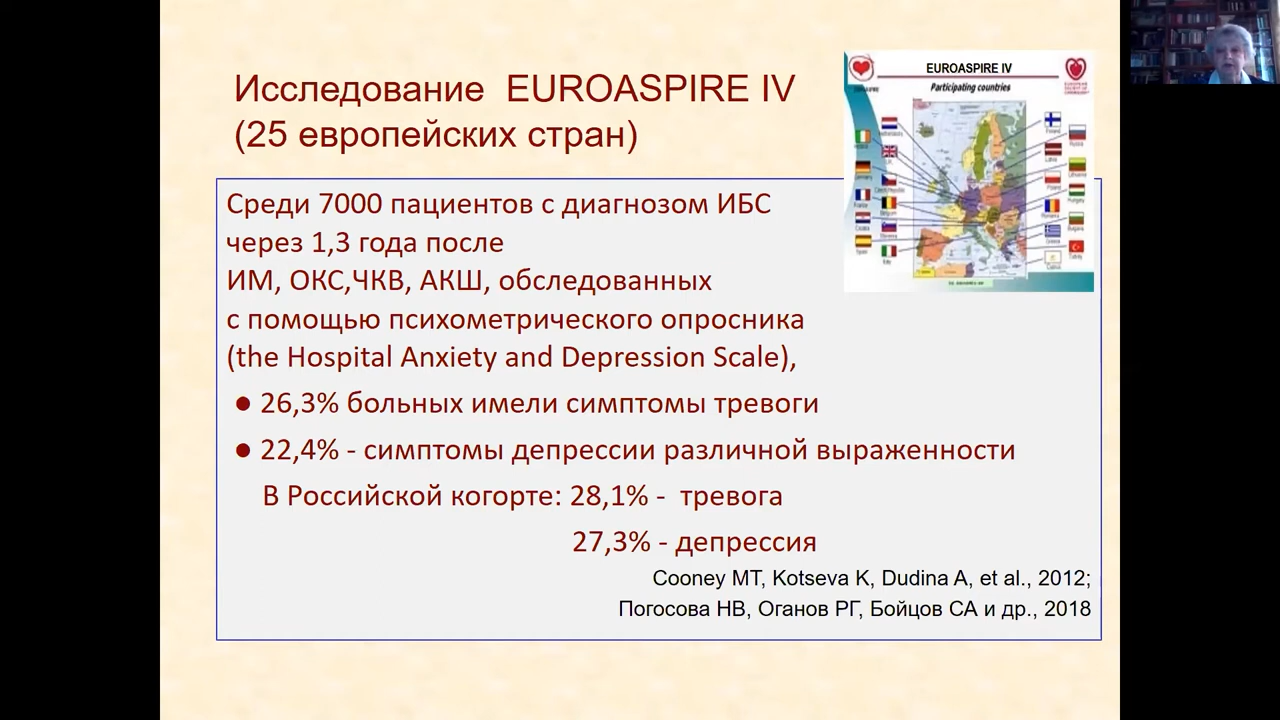 Исследование EUROASPIRE IV
(25 европейских стран)
EUROASPIRE IV
Participating countries
Среди 7000 пациентов с диагнозом ИБС
через 1,3 года после
ИМ, ОКС,ЧКВ, АКШ, обследованных
с помощью психометрического опросника
(the Hospital Anxiety and Depression Scale),
● 26,3% больных имели симптомы тревоги
● 22,4% - симптомы депрессии различной выраженности
В Российской когорте: 28,1% - тревога
27,3% - депрессия
Cooney MT, Kotseva K, Dudina A, et al., 2012;
Погосова НВ, Оганов РГ, Бойцов СА и др., 2018